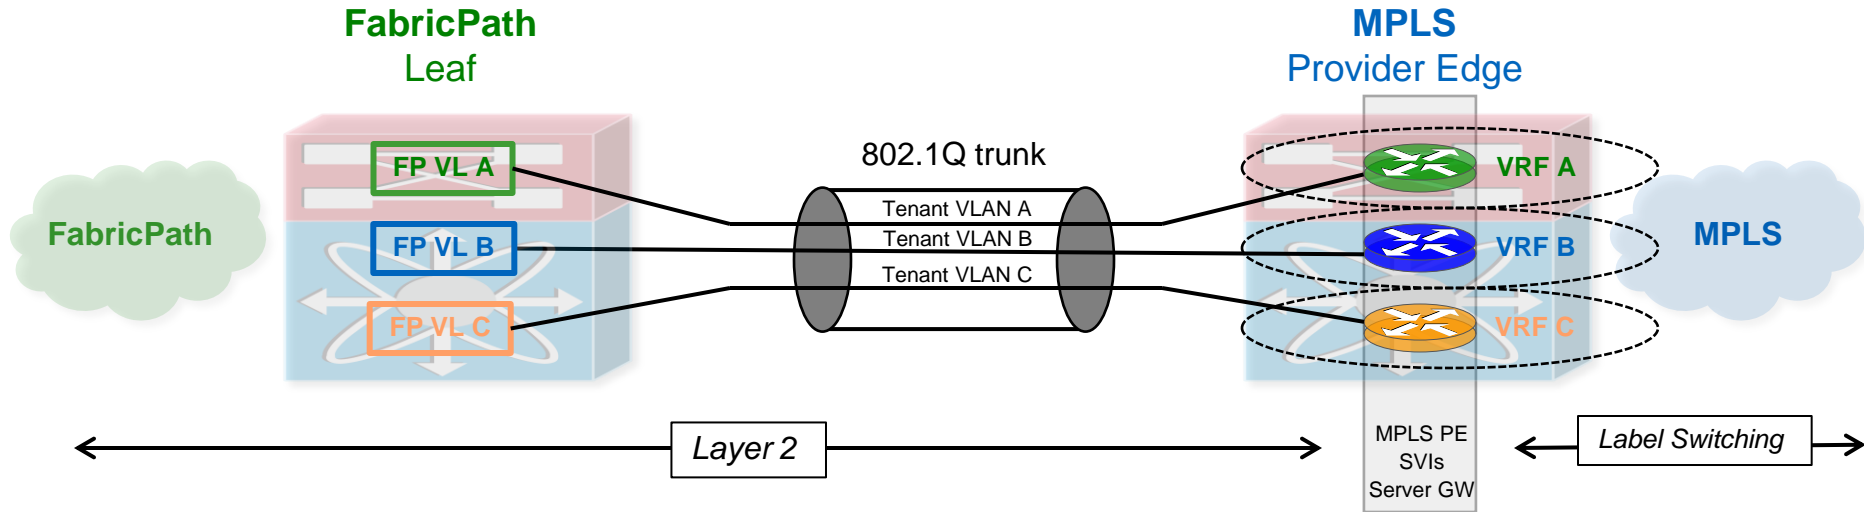 FabricPath
Leaf
MPLS
Provider Edge
802.1Q trunk
FP VL A
Tenant VLAN A
VRF A
FabricPath
FP VL B
Tenant VLAN B
VRF B
MPLS
Tenant VLAN C
FP VL C
VRF C
Layer 2
MPLS PE
SVIs
Server GW
Label Switching